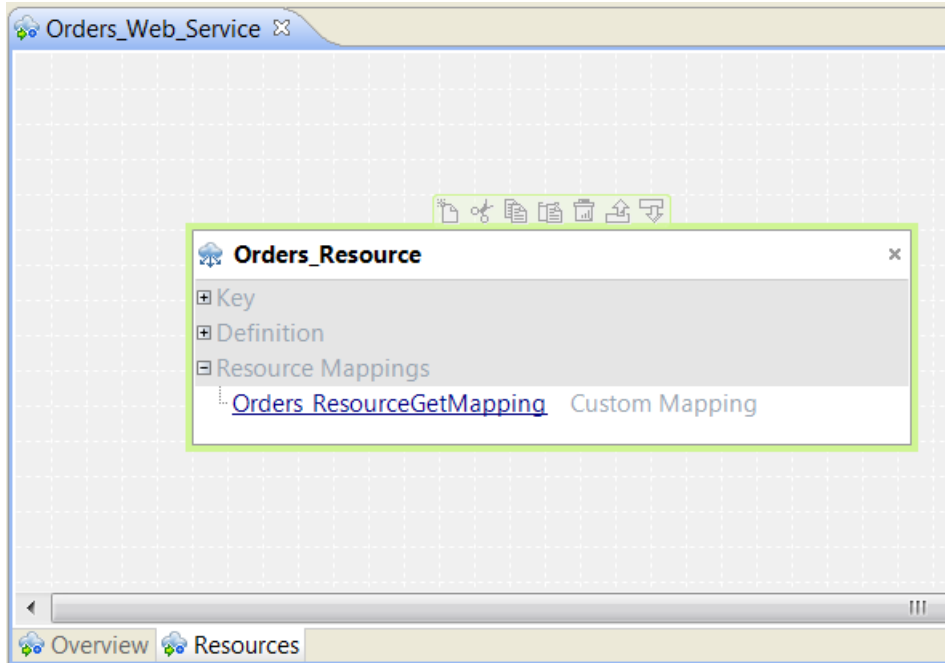 Orders_Web_Service
Orders_Resource
Key
Definition
Resource Mappings
Orders_ResourceGetMapping Custom Mapping
Overview Resources